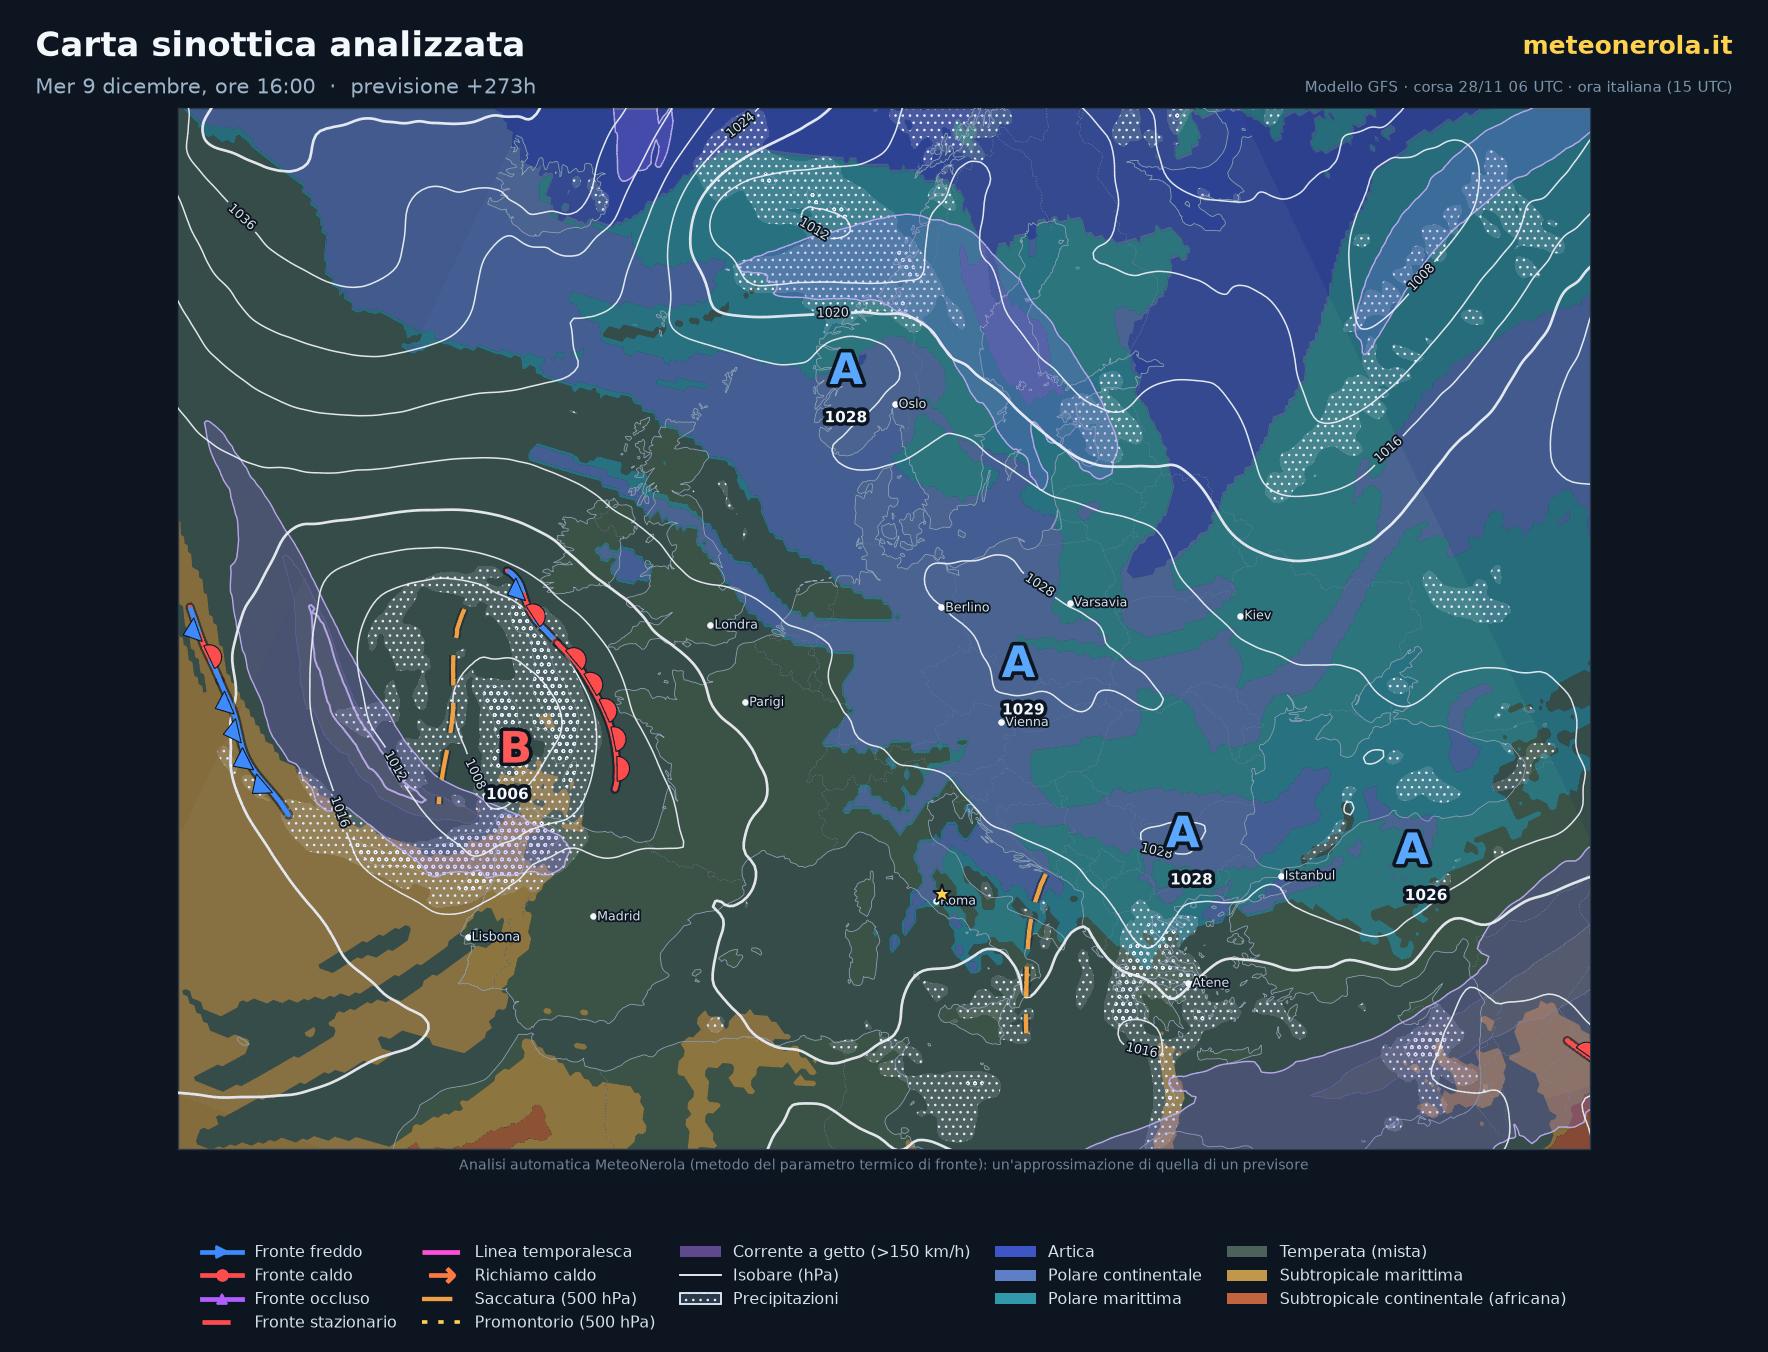 Carta sinottica analizzata
meteonerola.it
Mer 9 dicembre, ore 16:00 · previsione +273h
Modello GFS · corsa 28/11 06 UTC · ora italiana (15 UTC)
1024
1036
1012
1008
1020
A
1028
Oslo
1016
1028
Berlino
Varsavia
Kiev
Londra
A
1029
Vienna
Parigi
B
1006
1012
1008
1016
A
1028
1028
A
1026
Istanbul
Roma
Madrid
Lisbona
Atene
1016
Analisi automatica MeteoNerola (metodo del parametro termico di fronte): un'approssimazione di quella di un previsore
Fronte freddo
Fronte caldo
Fronte occluso
Fronte stazionario
Linea temporalesca
Richiamo caldo
Saccatura (500 hPa)
Promontorio (500 hPa)
Corrente a getto (>150 km/h)
Isobare (hPa)
Precipitazioni
Artica
Polare continentale
Polare marittima
Temperata (mista)
Subtropicale marittima
Subtropicale continentale (africana)